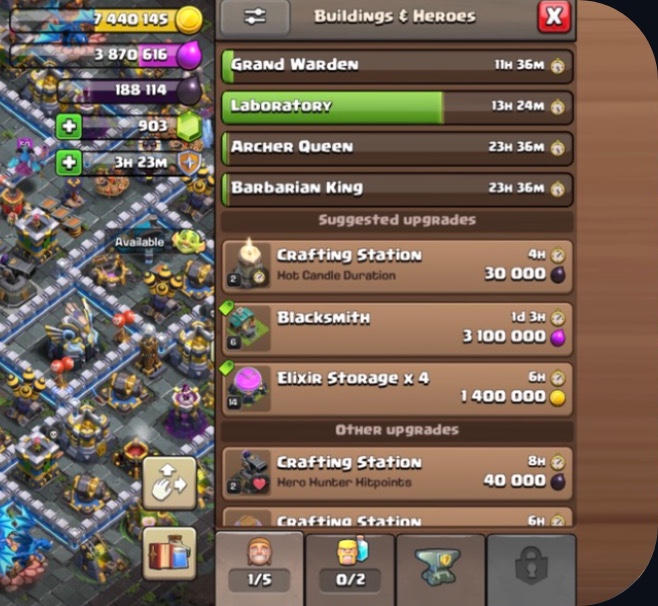 7 440 145
3 870 616
188 114
903
3H 23M
Available
Buildings & Heroes
Grand Warden 11H 36M
Laboratory 13H 24M
Archer Queen 23H 36M
Barbarian King 23H 36M
Suggested upgrades
Crafting Station 4H
2 Hot Candle Duration 30 000
Blacksmith 1d 3H
6 3 100 000
Elixir Storage x 4 6H
14 1 400 000
Other upgrades
Crafting Station 8H
2 Hero Hunter Hitpoints 40 000
Crafting Station 6H
1/5
0/2